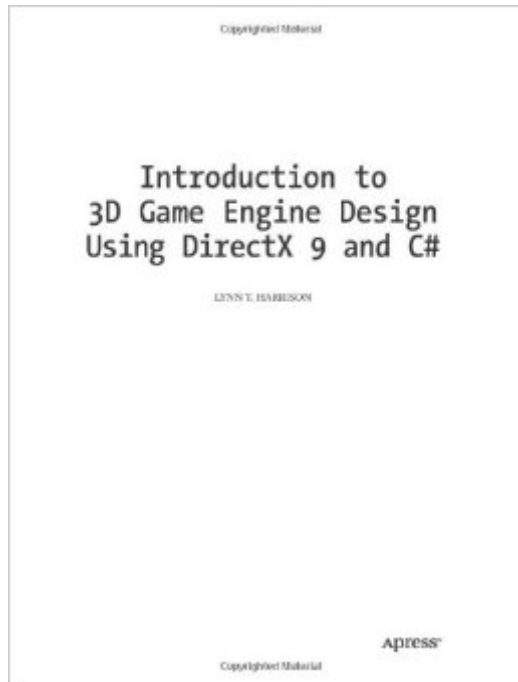 Copyrighted Material
Introduction to
3D Game Engine Design
Using DirectX 9 and C#
LYNN T. HARRISON
Apress®
Copyrighted Material